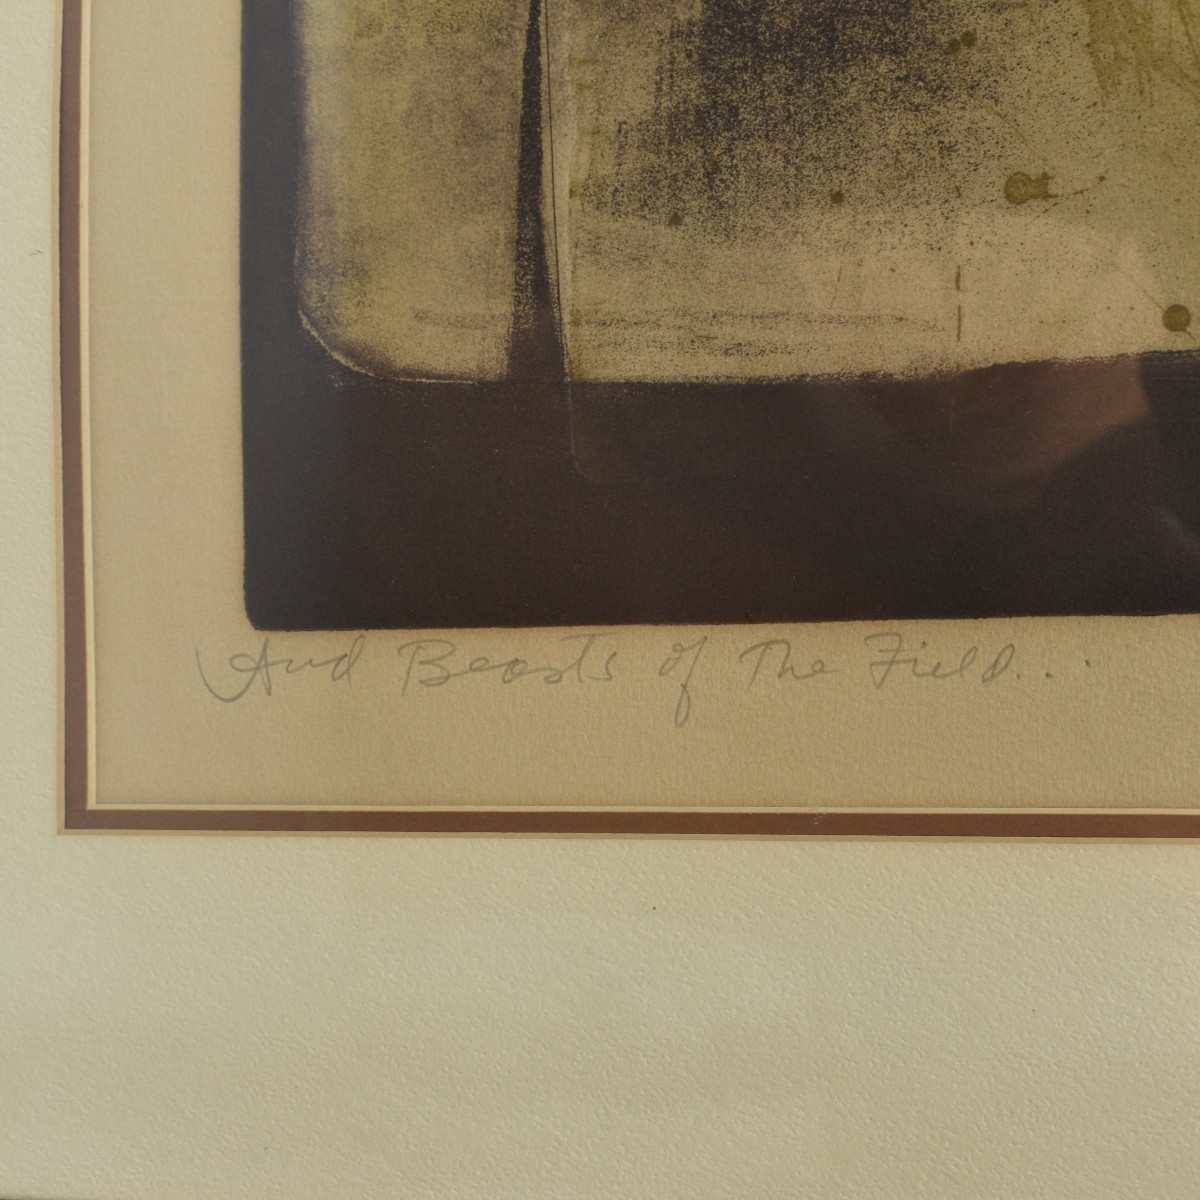 And Beasts of The Field...